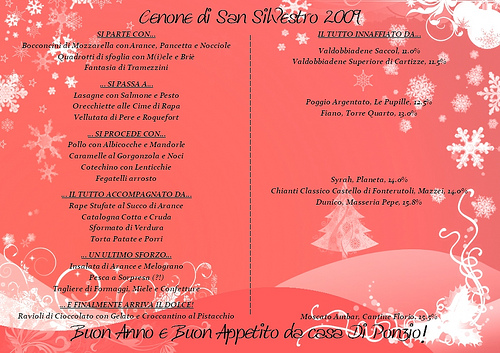 Cenone di San Silvestro 2009
SI PARTE CON...
Bocconcini di Mozzarella con Arance, Pancetta e Nocciole
Quadrotti di sfoglia con M(i)ele e Brie
Fantasia di Tramezzini
... SI PASSA A...
Lasagne con Salmone e Pesto
Orecchiette alle Cime di Rapa
Vellutata di Pere e Roquefort
... SI PROCEDE CON...
Pollo con Albicocche e Mandorle
Caramelle al Gorgonzola e Noci
Cotechino con Lenticchie
Fegatelli arrosto
... IL TUTTO ACCOMPAGNATO DA...
Rape Stufate al Succo di Arance
Catalogna Cotta e Cruda
Sformato di Verdura
Torta Patate e Porri
... UN ULTIMO SFORZO...
Insalata di Arance e Melograno
Pesca a Sorpresa (?!)
Tagliere di Formaggi, Miele e Confetture
... E FINALMENTE ARRIVA IL DOLCE!
Ravioli di Cioccolato con Gelato e Croccantino al Pistacchio
IL TUTTO INNAFFIATO DA...
Valdobbiadene Saccol, 11.0%
Valdobbiadene Superiore di Cartizze, 11.5%
Poggio Argentato, Le Pupille, 12.5%
Fiano, Torre Quarto, 13.0%
Syrah, Planeta, 14.0%
Chianti Classico Castello di Fonterutoli, Mazzei, 14.0%
Dunico, Masseria Pepe, 15.8%
Moscato Ambar, Cantine Florio, 15.5%
Buon Anno e Buon Appetito da casa Di Donzio!